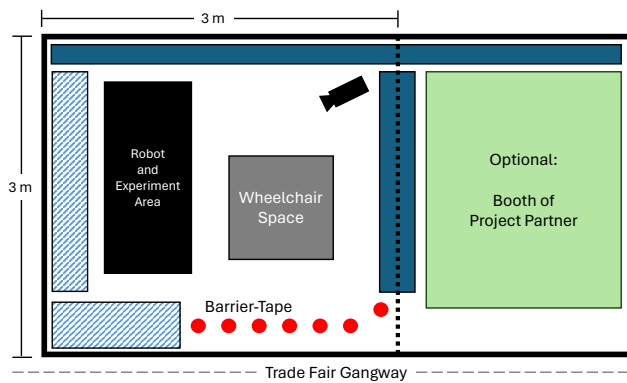 3 m
3 m
Robot
and
Experiment
Area
Wheelchair
Space
Optional:
Booth of
Project Partner
Barrier-Tape
Trade Fair Gangway